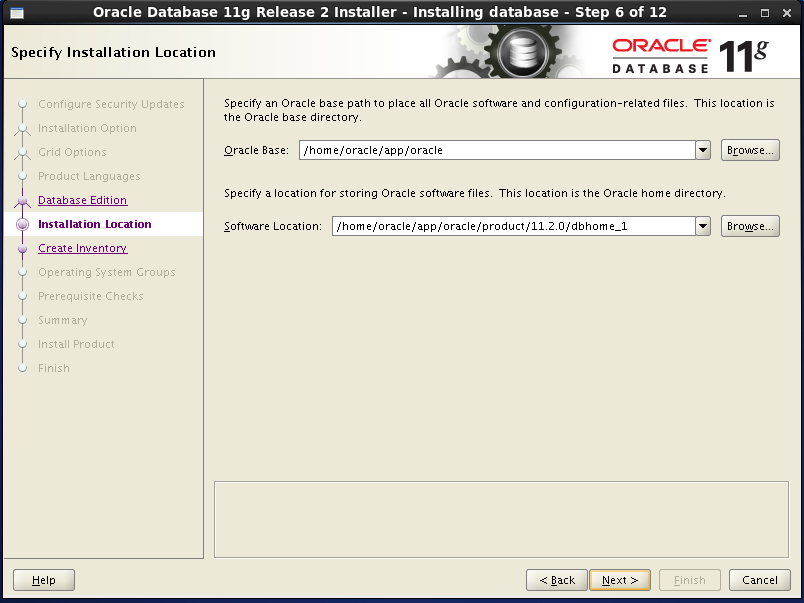 Oracle Database 11g Release 2 Installer - Installing database - Step 6 of 12
Specify Installation Location
ORACLE
DATABASE
11g
Configure Security Updates
Installation Option
Grid Options
Product Languages
Database Edition
Installation Location
Create Inventory
Operating System Groups
Prerequisite Checks
Summary
Install Product
Finish
Specify an Oracle base path to place all Oracle software and configuration-related files. This location is
the Oracle base directory.
Oracle Base: /home/oracle/app/oracle Browse...
Specify a location for storing Oracle software files. This location is the Oracle home directory.
Software Location: /home/oracle/app/oracle/product/11.2.0/dbhome_1 Browse...
Help < Back Next > Finish Cancel